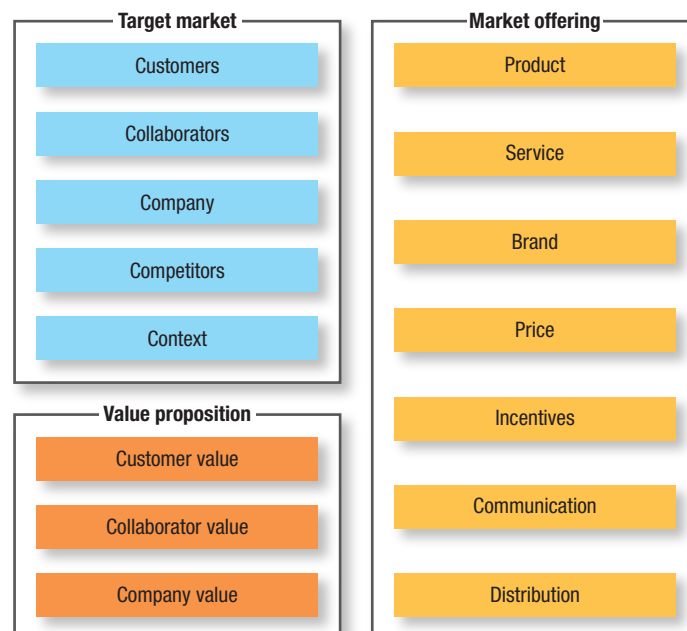 Target market
Customers
Collaborators
Company
Competitors
Context
Value proposition
Customer value
Collaborator value
Company value
Market offering
Product
Service
Brand
Price
Incentives
Communication
Distribution